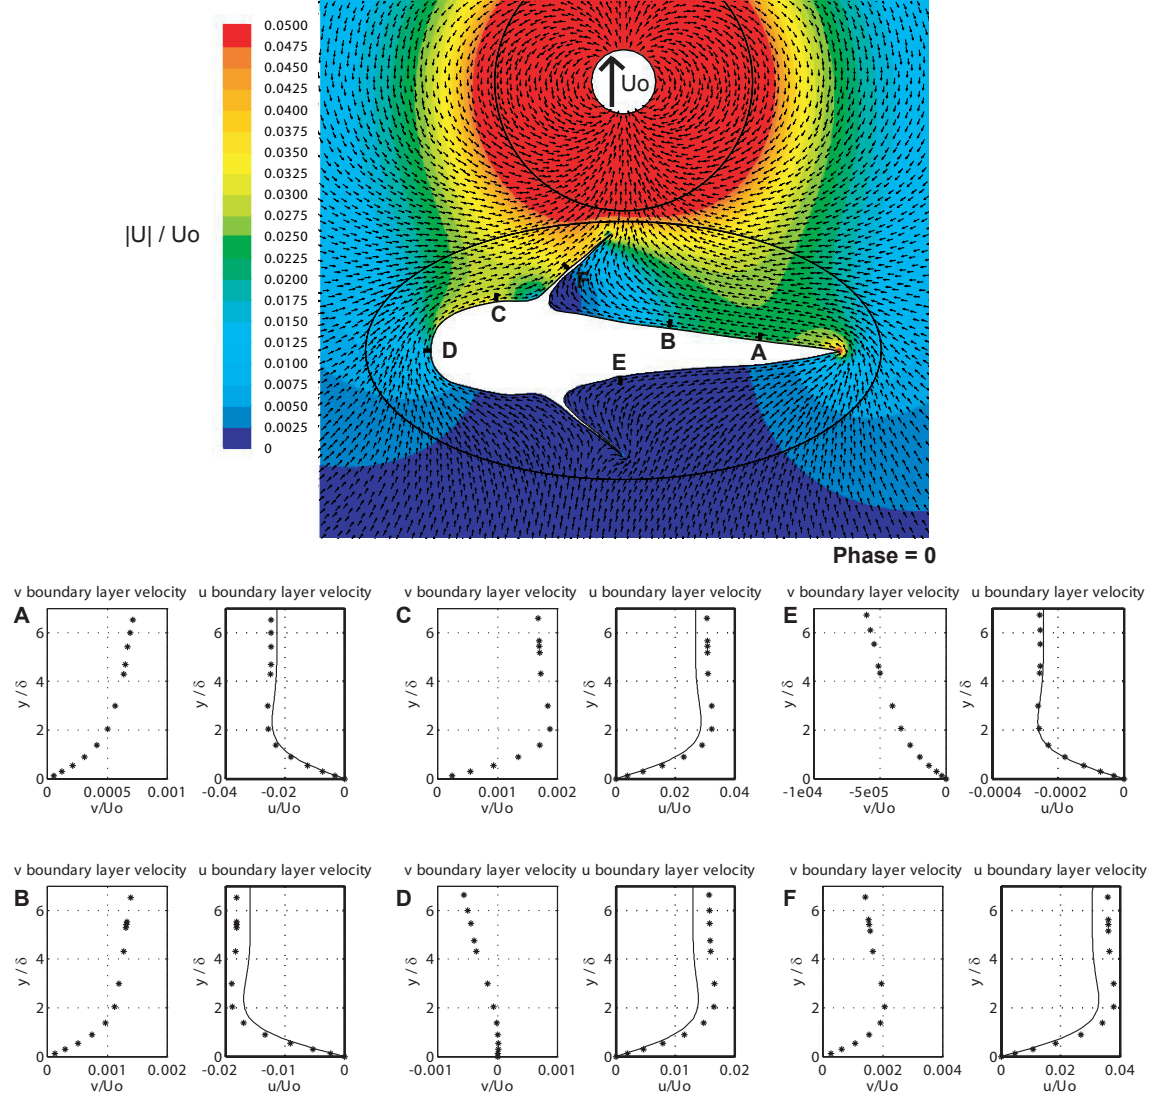 0.0500
0.0475
0.0450
0.0425
0.0400
0.0375
0.0350
0.0325
0.0300
0.0275
0.0250
0.0225
0.0200
0.0175
0.0150
0.0125
0.0100
0.0075
0.0050
0.0025
0
|U| / Uo
Uo
F
C
B
A
D
E
Phase = 0
v boundary layer velocity u boundary layer velocity
A
6
4
2
0
y / δ
0 0.0005 0.001
v/Uo
6
4
2
0
y / δ
-0.04 -0.02 0
u/Uo
v boundary layer velocity u boundary layer velocity
C
6
4
2
0
y / δ
0 0.001 0.002
v/Uo
6
4
2
0
y / δ
0 0.02 0.04
u/Uo
v boundary layer velocity u boundary layer velocity
E
6
4
2
0
y / δ
-1e04 -5e05 0
v/Uo
6
4
2
0
y / δ
-0.0004 -0.0002 0
u/Uo
v boundary layer velocity u boundary layer velocity
B
6
4
2
0
y / δ
0 0.001 0.002
v/Uo
6
4
2
0
y / δ
-0.02 -0.01 0
u/Uo
v boundary layer velocity u boundary layer velocity
D
6
4
2
0
y / δ
-0.001 0 0.001
v/Uo
6
4
2
0
y / δ
0 0.01 0.02
u/Uo
v boundary layer velocity u boundary layer velocity
F
6
4
2
0
y / δ
0 0.002 0.004
v/Uo
6
4
2
0
y / δ
0 0.02 0.04
u/Uo